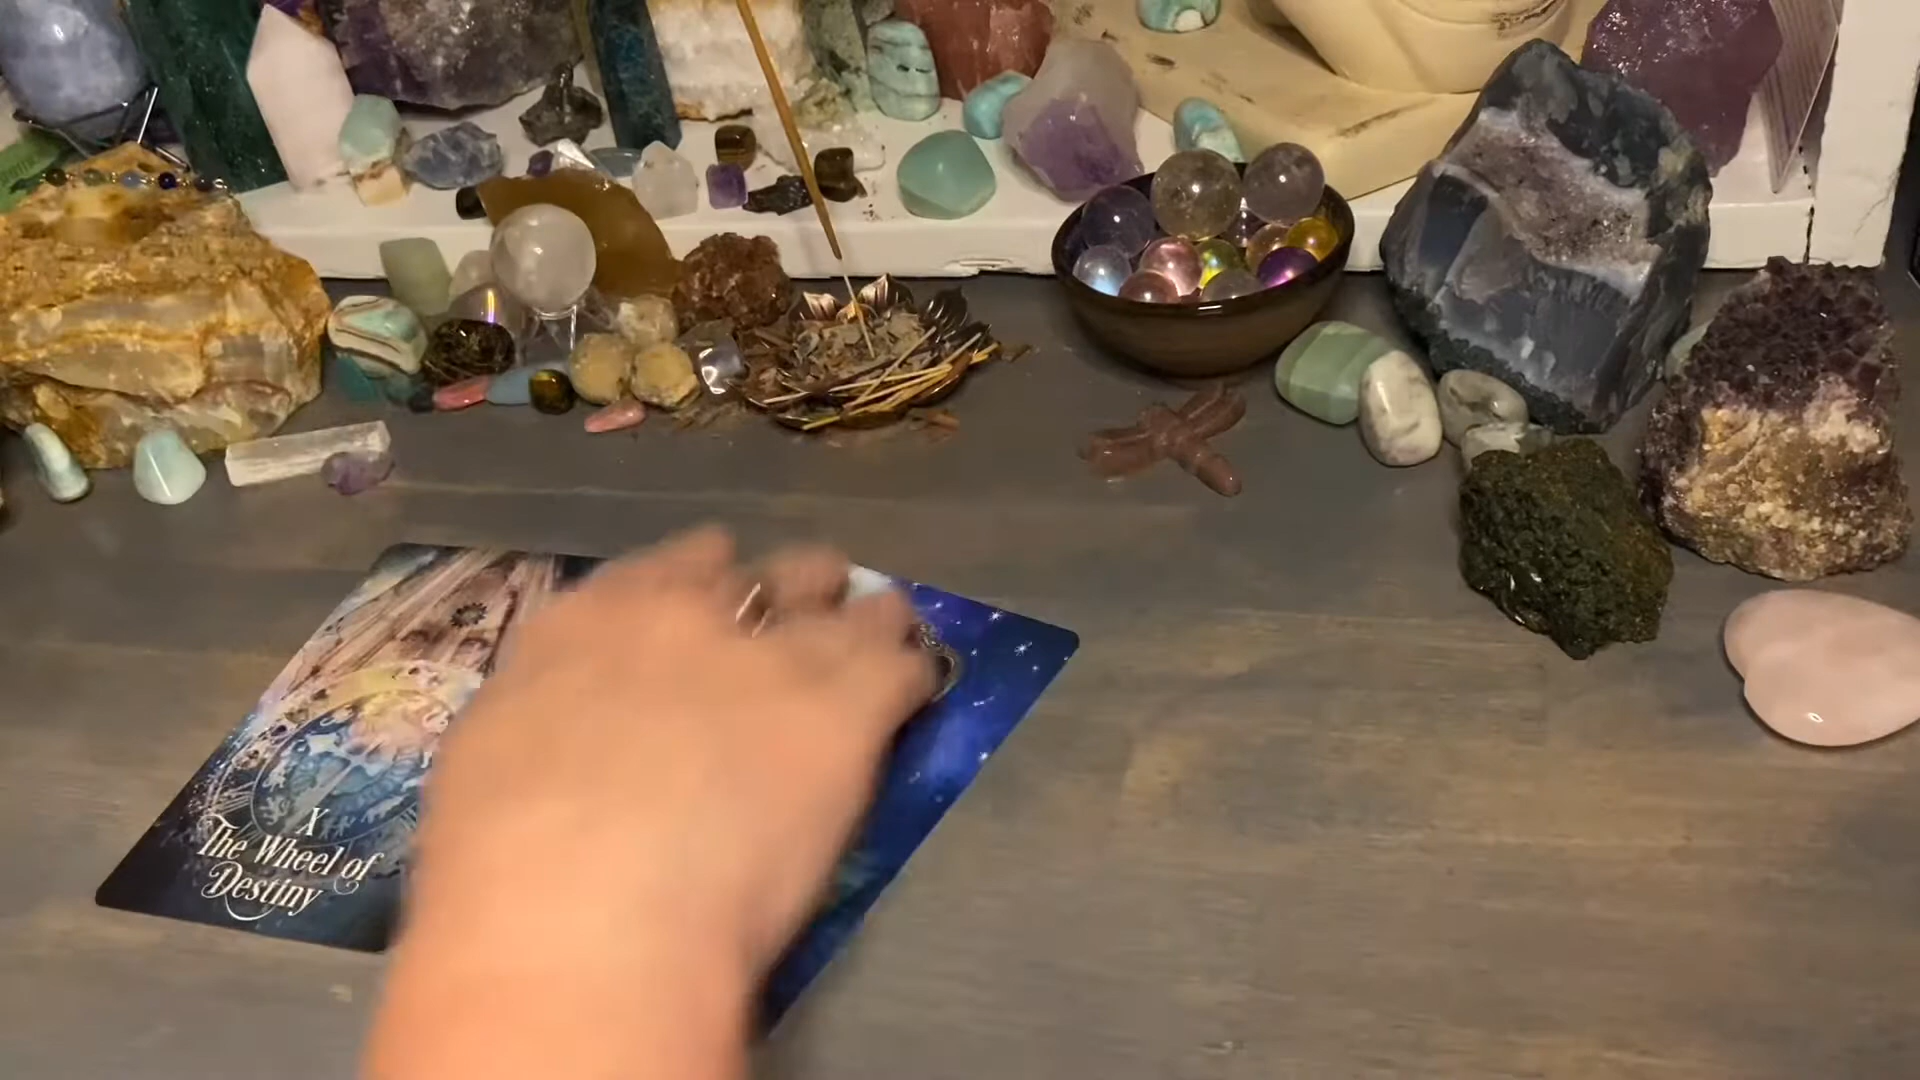 X
The Wheel of
Destiny